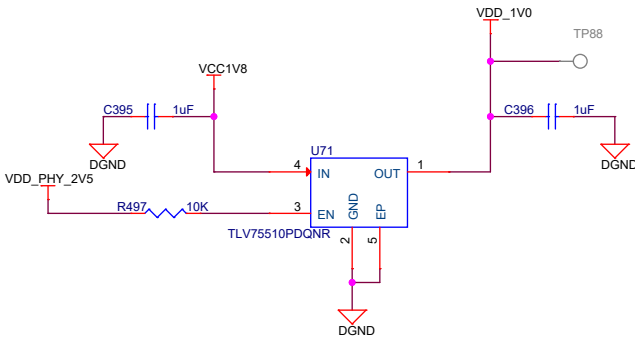 VDD_1V0
TP88
VCC1V8
C395 1uF
C396 1uF
DGND
DGND
U71
4 IN OUT 1
VDD_PHY_2V5
R497 10K 3 EN
GND EP
TLV75510PDQNR
2 5
DGND